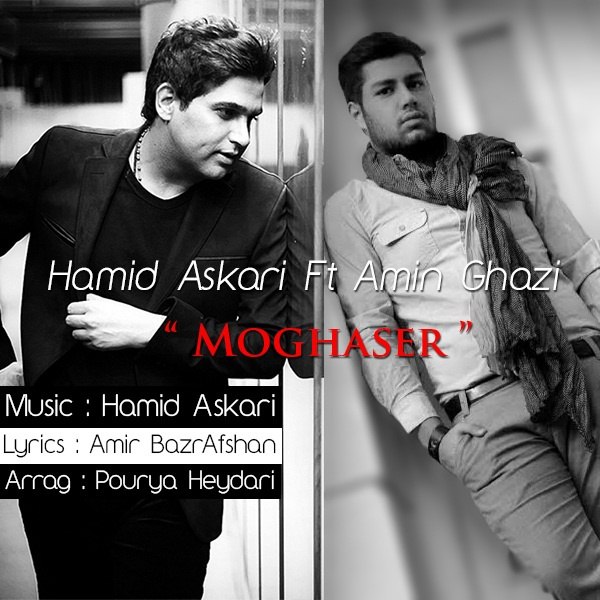 Hamid Askari Ft Amin Ghazi
“ Moghaser ”
Music : Hamid Askari
Lyrics : Amir BazrAfshan
Arrag : Pourya Heydari